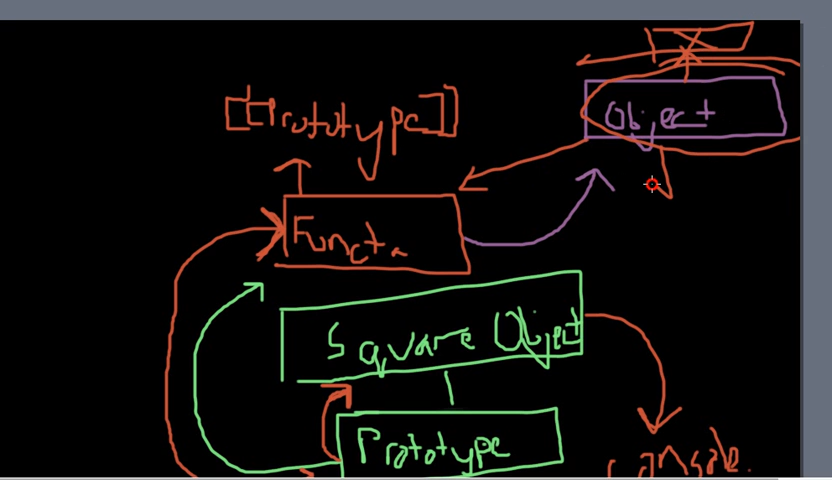 Object
[[Prototype]]
Functn
Square Object
Prototype
console.